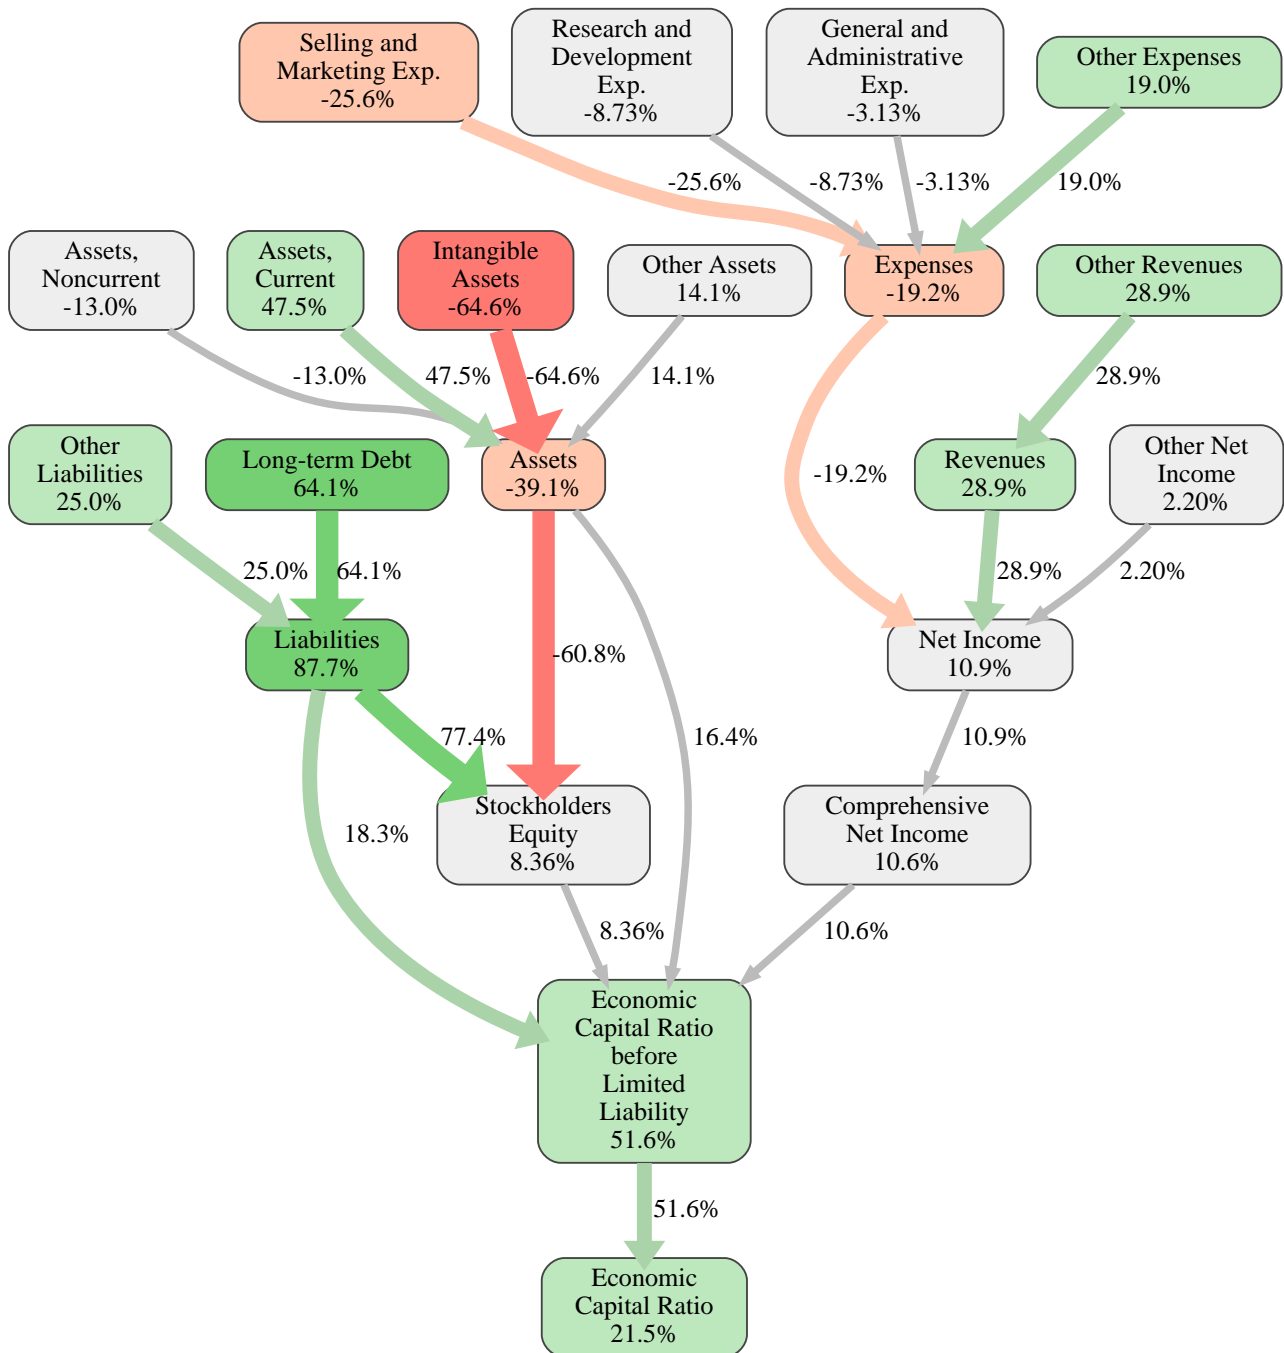 Selling and
Marketing Exp.
-25.6%
Research and
Development
Exp.
-8.73%
General and
Administrative
Exp.
-3.13%
Other Expenses
19.0%
-25.6%
-8.73%
-3.13%
19.0%
Assets,
Noncurrent
-13.0%
Assets,
Current
47.5%
Intangible
Assets
-64.6%
Other Assets
14.1%
Expenses
-19.2%
Other Revenues
28.9%
-13.0%
47.5%
-64.6%
14.1%
28.9%
Other
Liabilities
25.0%
Long-term Debt
64.1%
Assets
-39.1%
-19.2%
Revenues
28.9%
Other Net
Income
2.20%
25.0%
64.1%
28.9%
2.20%
Liabilities
87.7%
-60.8%
Net Income
10.9%
77.4%
16.4%
10.9%
18.3%
Stockholders
Equity
8.36%
Comprehensive
Net Income
10.6%
8.36%
10.6%
Economic
Capital Ratio
before
Limited
Liability
51.6%
51.6%
Economic
Capital Ratio
21.5%